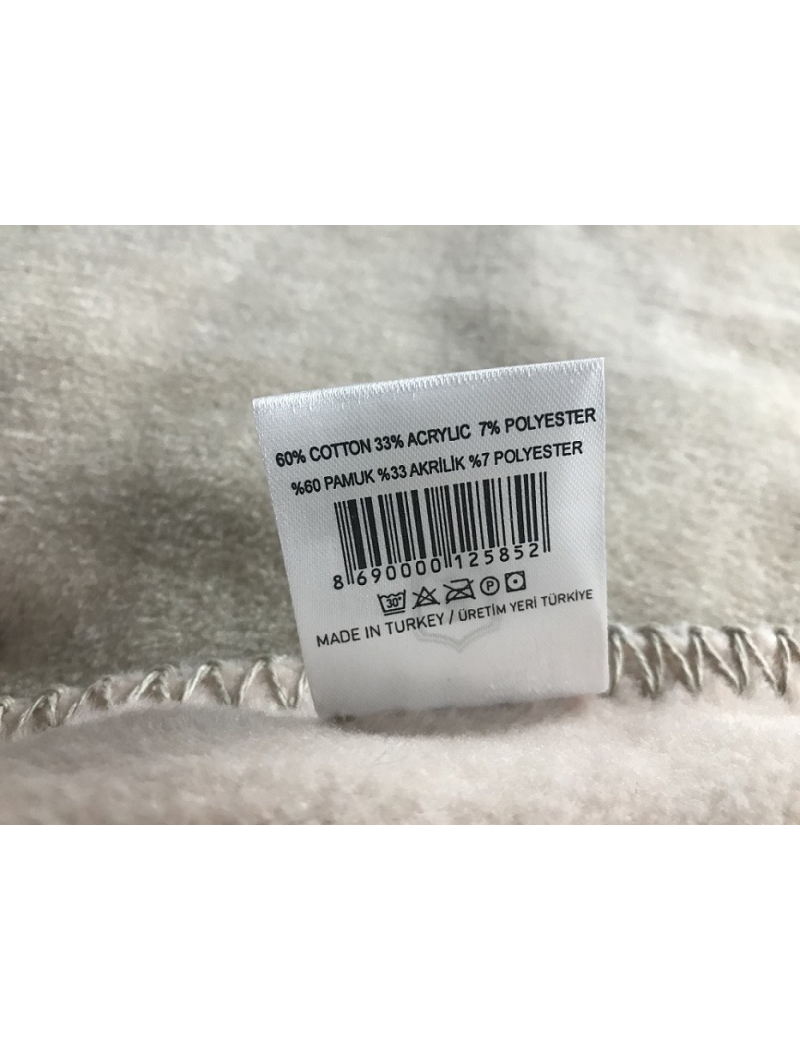 60% COTTON 33% ACRYLIC 7% POLYESTER
%60 PAMUK %33 AKRİLİK %7 POLYESTER
8 690000 125852
30° P
MADE IN TURKEY / ÜRETİM YERİ TÜRKİYE